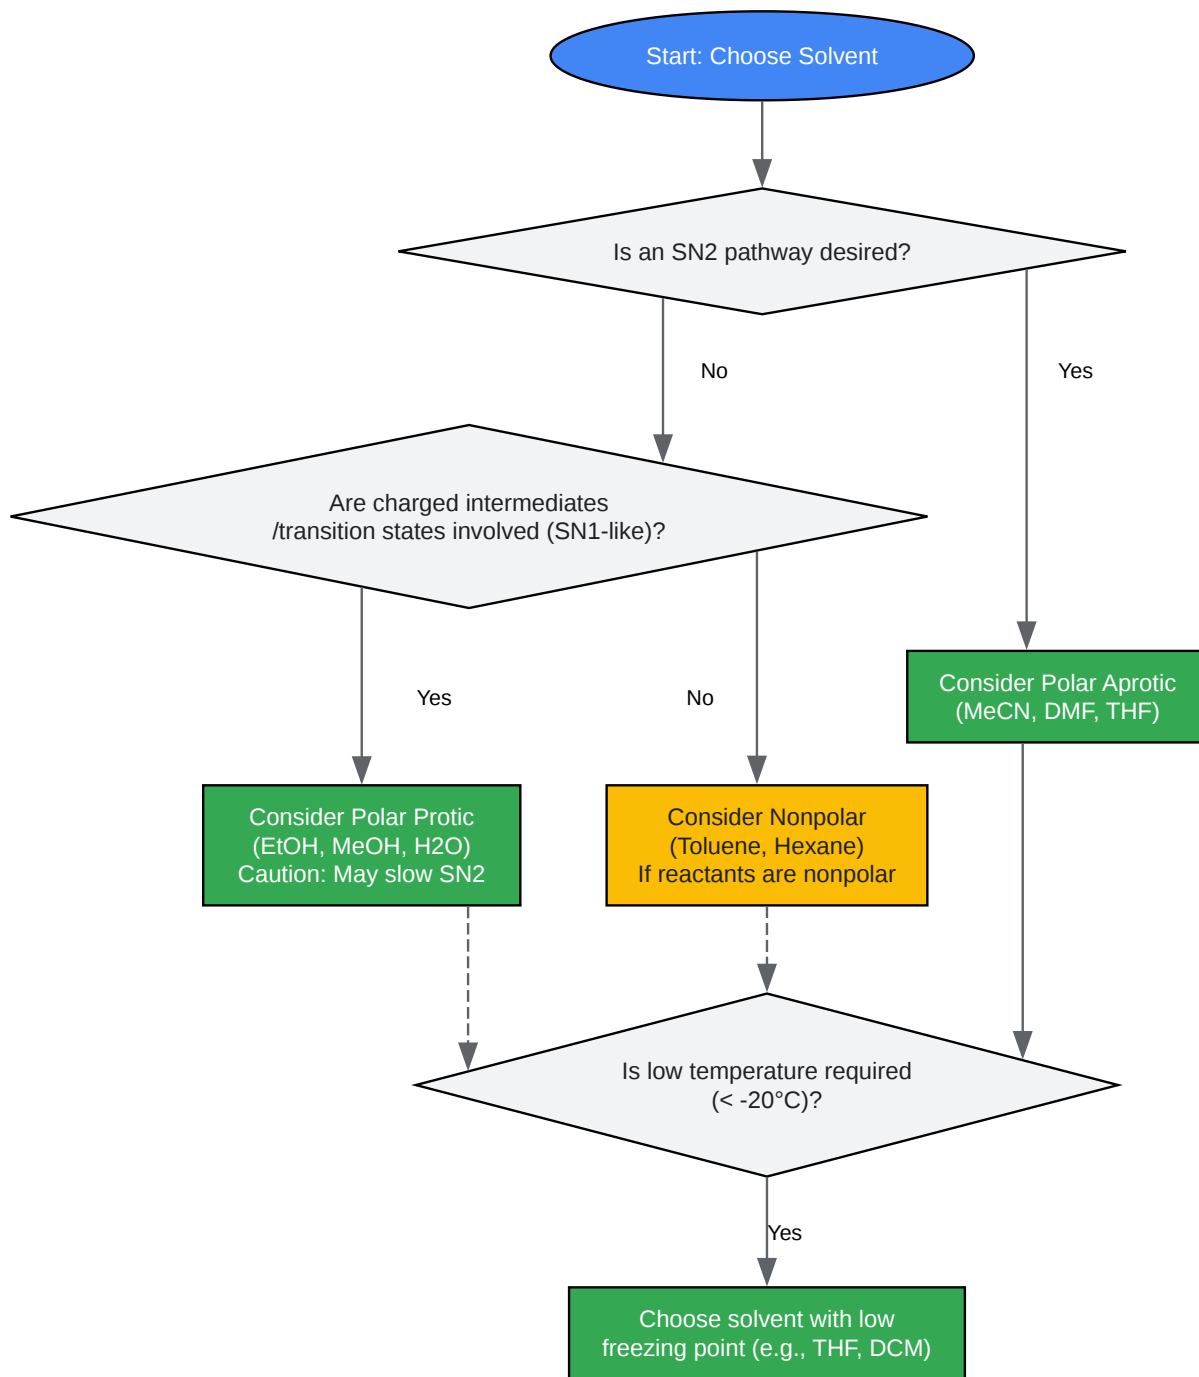 Start: Choose Solvent
Is an SN2 pathway desired?
No
Yes
Are charged intermediates
/transition states involved (SN1-like)?
Yes
No
Consider Polar Aprotic
(MeCN, DMF, THF)
Consider Polar Protic
(EtOH, MeOH, H2O)
Caution: May slow SN2
Consider Nonpolar
(Toluene, Hexane)
If reactants are nonpolar
Is low temperature required
(< -20°C)?
Yes
Choose solvent with low
freezing point (e.g., THF, DCM)